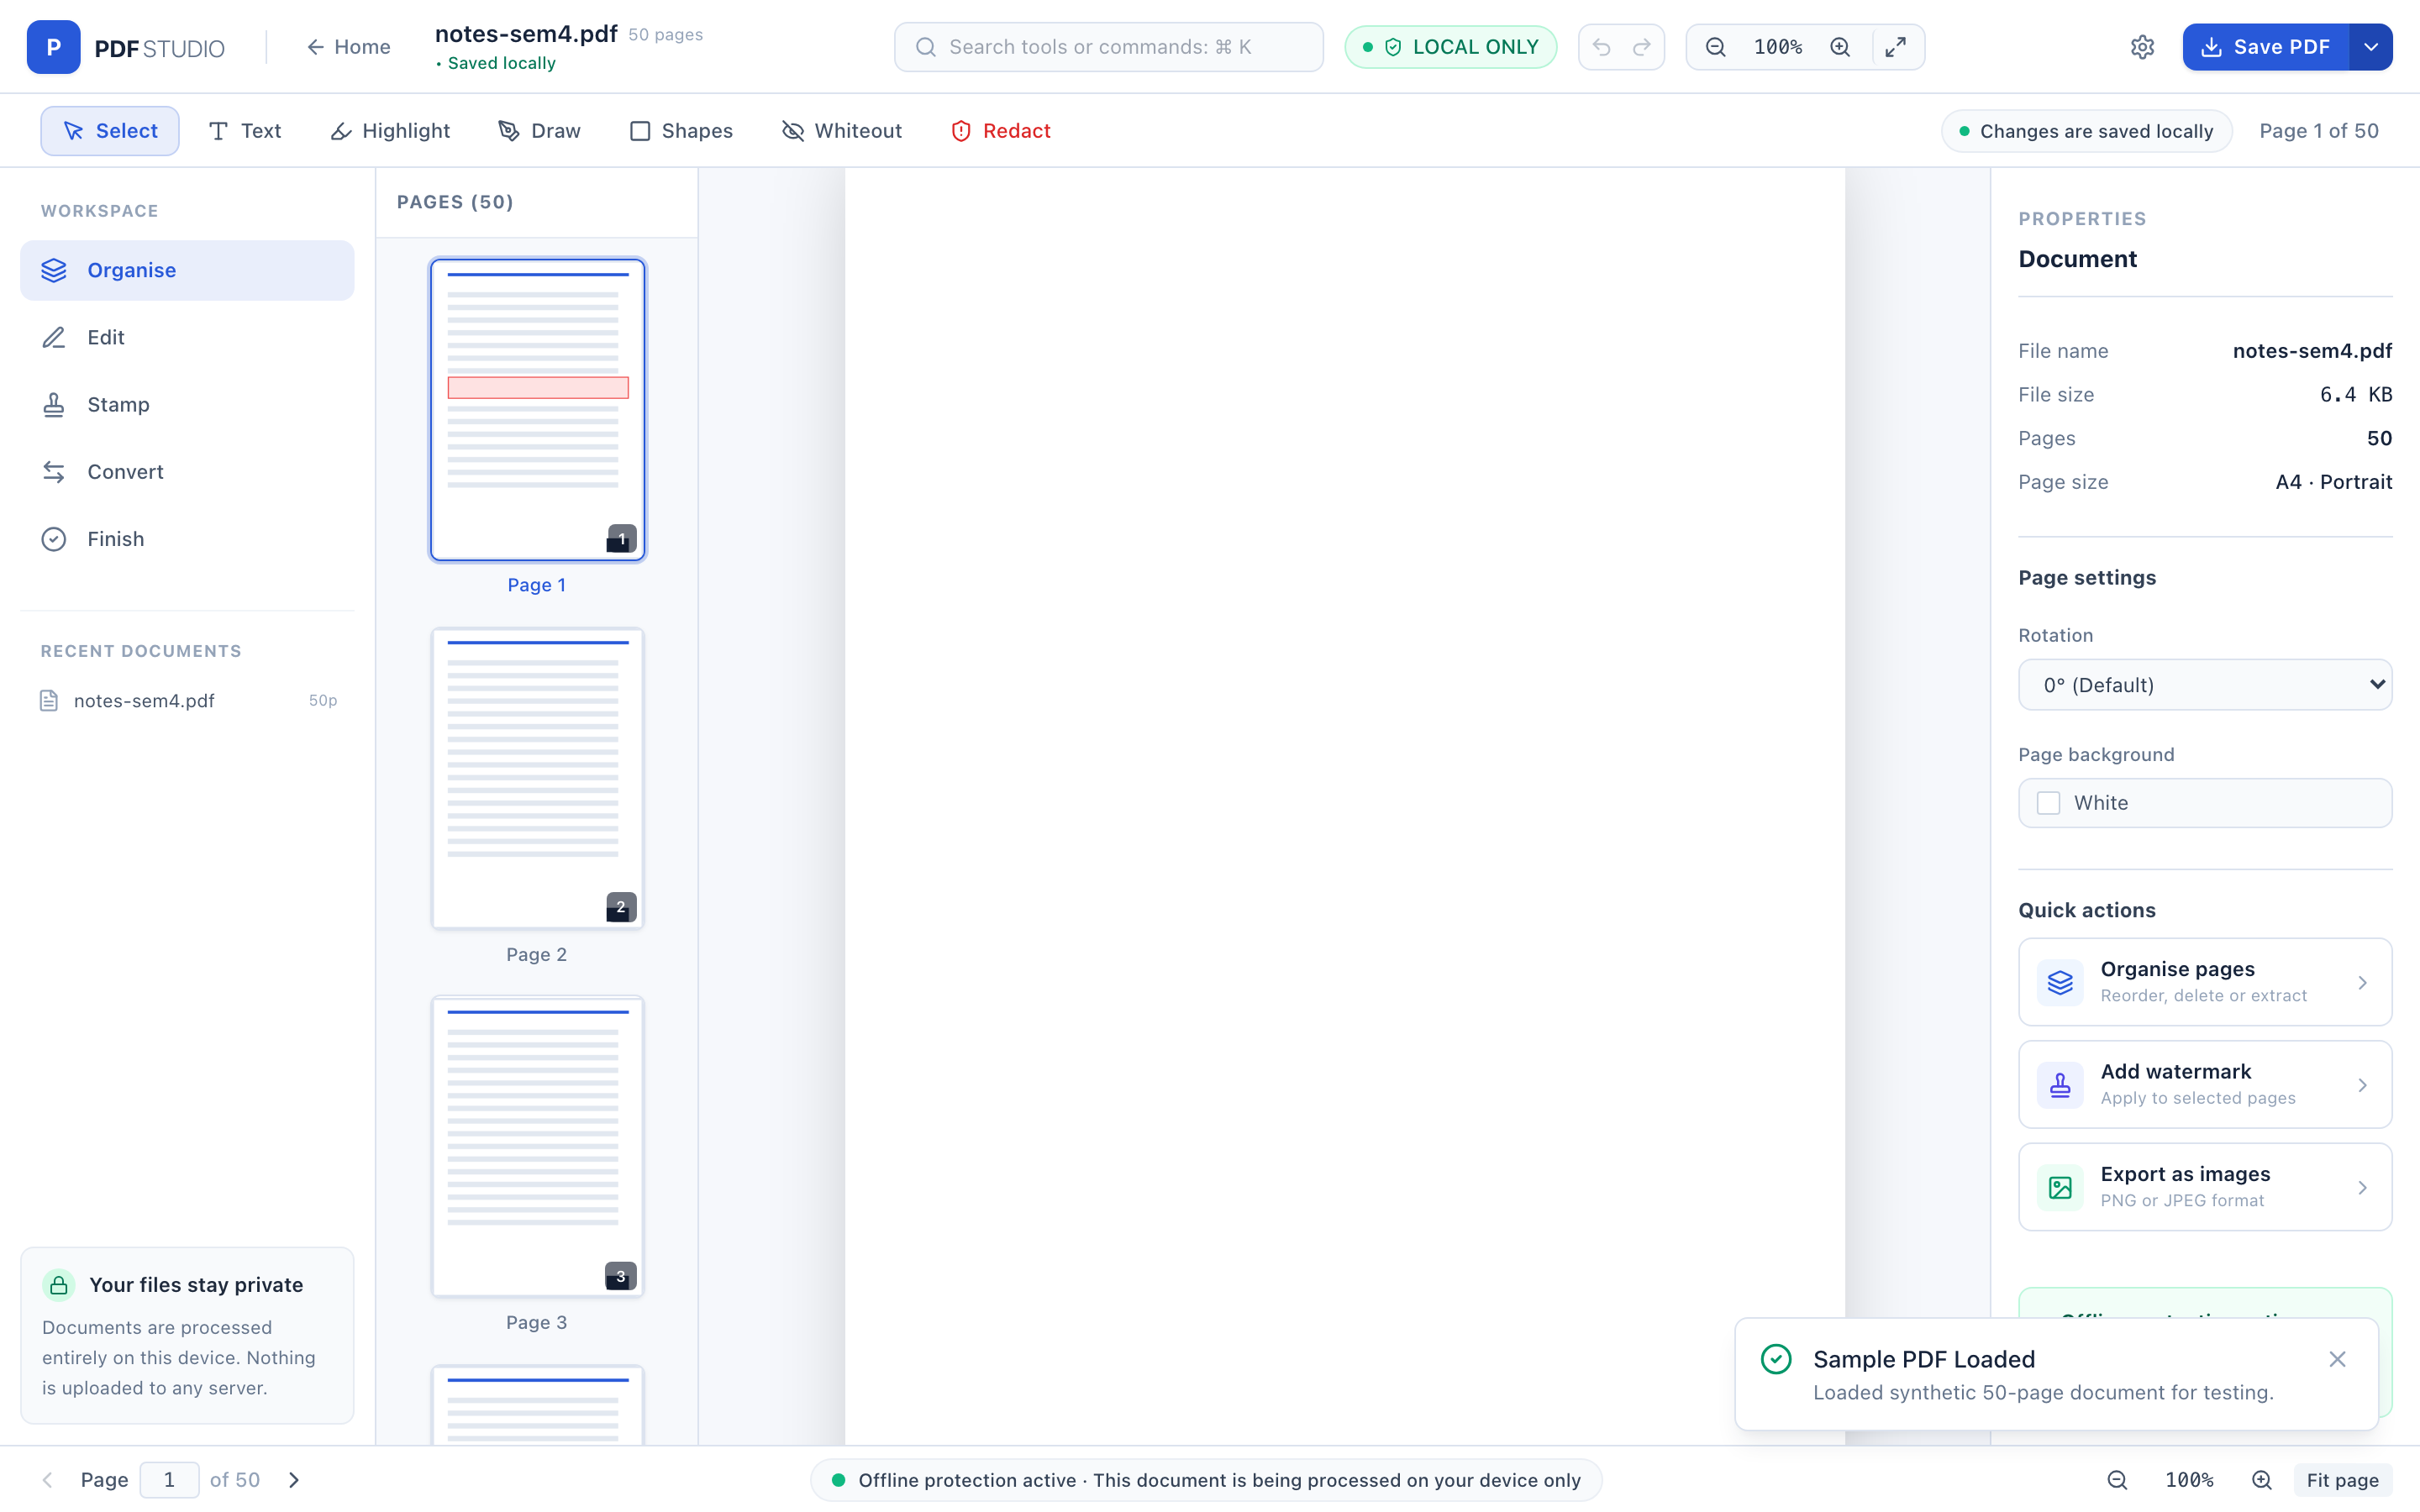 P PDF STUDIO
Home
notes-sem4.pdf 50 pages
• Saved locally
Search tools or commands: ⌘ K
LOCAL ONLY
100%
Save PDF
Select
Text
Highlight
Draw
Shapes
Whiteout
Redact
Changes are saved locally
Page 1 of 50
WORKSPACE
Organise
Edit
Stamp
Convert
Finish
RECENT DOCUMENTS
notes-sem4.pdf 50p
Your files stay private
Documents are processed
entirely on this device. Nothing
is uploaded to any server.
PAGES (50)
1
Page 1
2
Page 2
3
Page 3
PROPERTIES
Document
File name notes-sem4.pdf
File size 6.4 KB
Pages 50
Page size A4 · Portrait
Page settings
Rotation
0° (Default)
Page background
White
Quick actions
Organise pages
Reorder, delete or extract
Add watermark
Apply to selected pages
Export as images
PNG or JPEG format
Sample PDF Loaded
Loaded synthetic 50-page document for testing.
Page 1 of 50
Offline protection active · This document is being processed on your device only
100%
Fit page